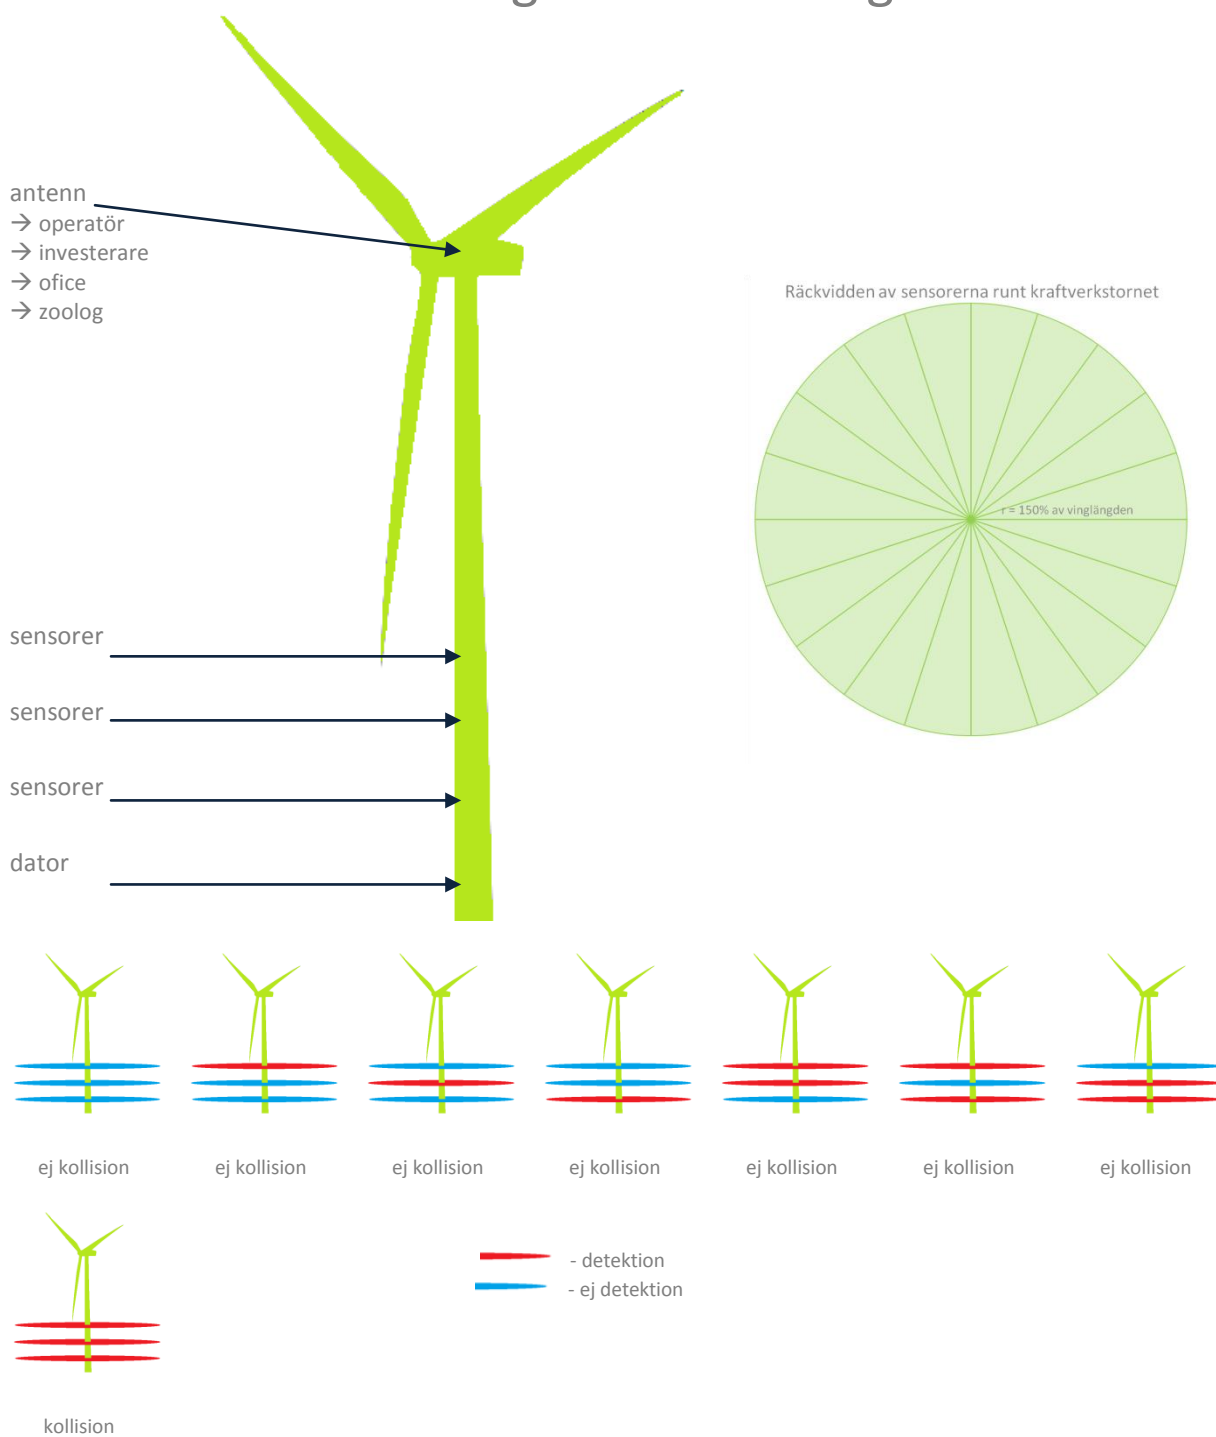 antenn
→ operatör
→ investerare
→ ofice
→ zoolog
Räckvidden av sensorerna runt kraftverkstornet
r = 150% av vinglängden
sensorer
sensorer
sensorer
dator
ej kollision ej kollision ej kollision ej kollision ej kollision ej kollision ej kollision
- detektion
- ej detektion
kollision